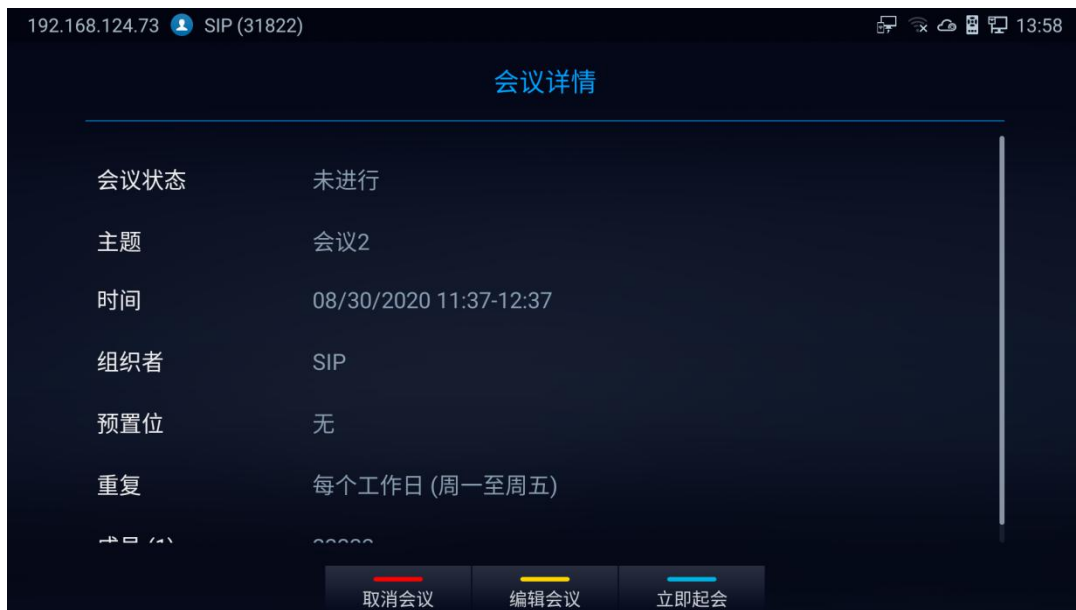 192.168.124.73 SIP (31822) 13:58
会议详情
会议状态 未进行
主题 会议2
时间 08/30/2020 11:37-12:37
组织者 SIP
预置位 无
重复 每个工作日 (周一至周五)
成员 (1)
取消会议 编辑会议 立即起会